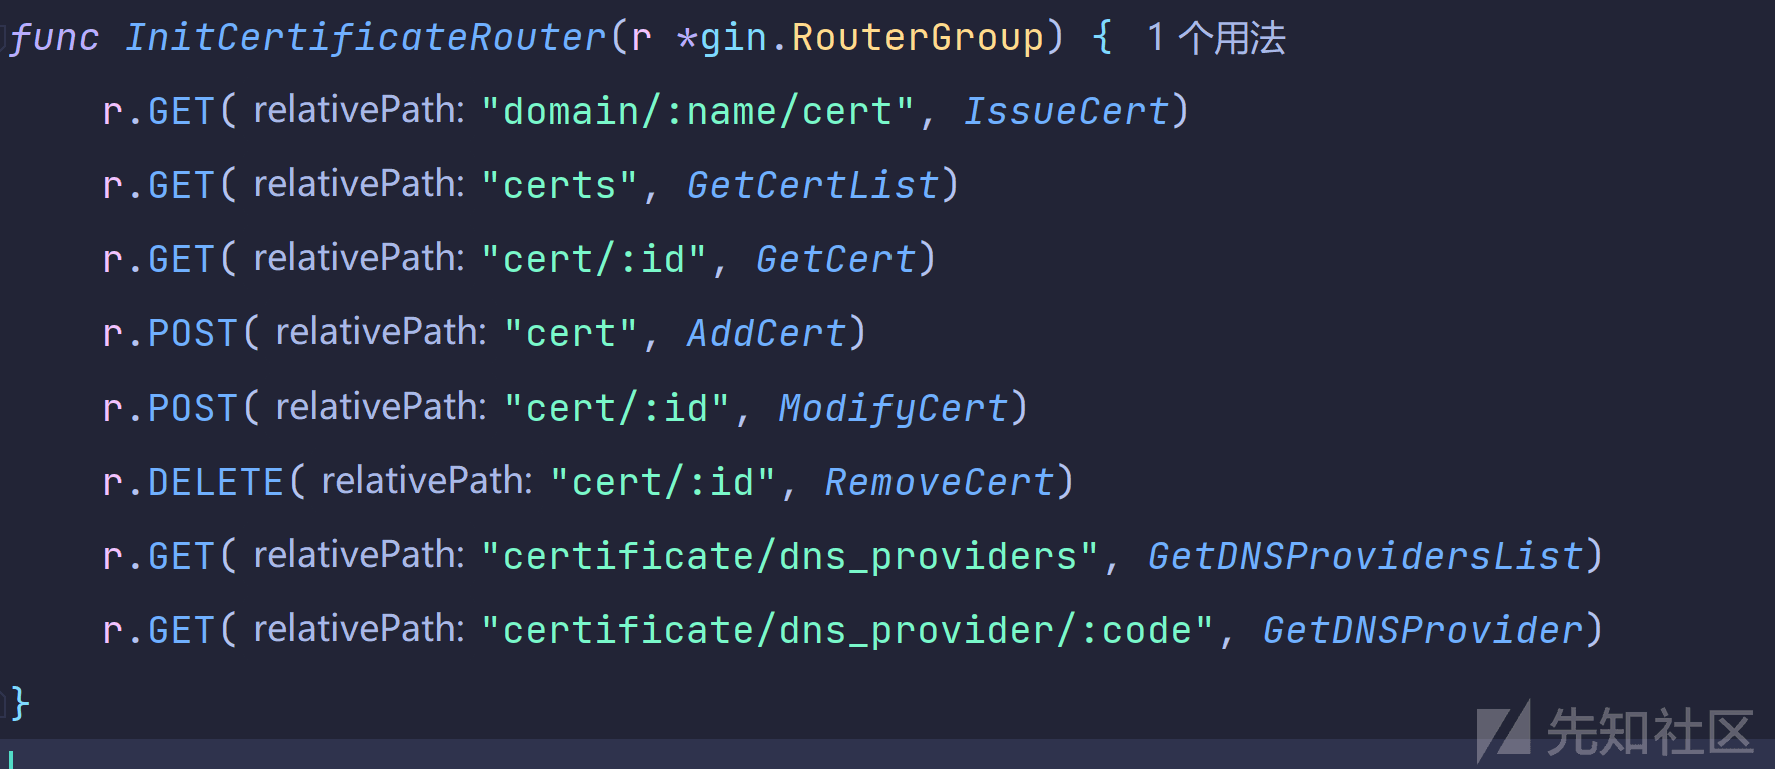 func InitCertificateRouter(r *gin.RouterGroup) { 1 个用法
r.GET( relativePath: "domain/:name/cert", IssueCert)
r.GET( relativePath: "certs", GetCertList)
r.GET( relativePath: "cert/:id", GetCert)
r.POST( relativePath: "cert", AddCert)
r.POST( relativePath: "cert/:id", ModifyCert)
r.DELETE( relativePath: "cert/:id", RemoveCert)
r.GET( relativePath: "certificate/dns_providers", GetDNSProvidersList)
r.GET( relativePath: "certificate/dns_provider/:code", GetDNSProvider)
}
先知社区